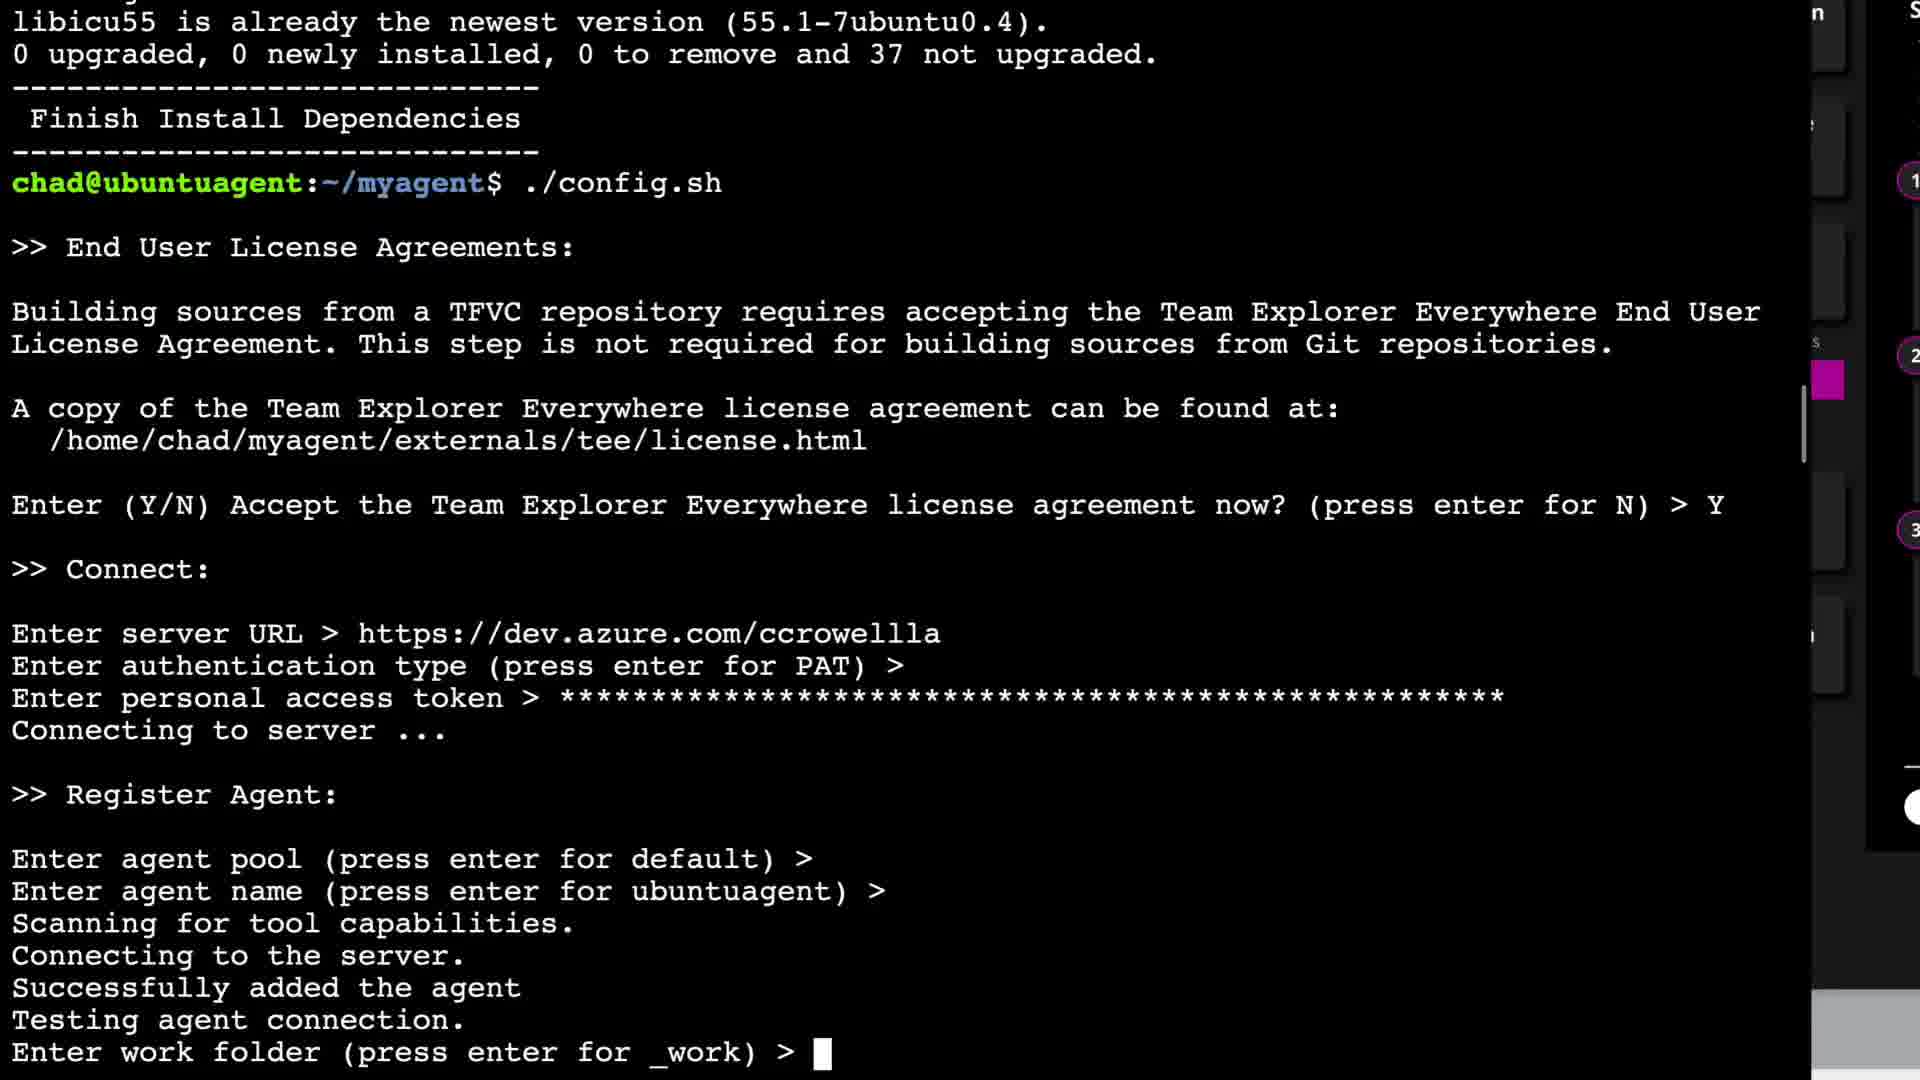 libicu55 is already the newest version (55.1-7ubuntu0.4).
0 upgraded, 0 newly installed, 0 to remove and 37 not upgraded.
-----------------------------
Finish Install Dependencies
-----------------------------
chad@ubuntuagent:~/myagent$ ./config.sh
>> End User License Agreements:
Building sources from a TFVC repository requires accepting the Team Explorer Everywhere End User
License Agreement. This step is not required for building sources from Git repositories.
A copy of the Team Explorer Everywhere license agreement can be found at:
/home/chad/myagent/externals/tee/license.html
Enter (Y/N) Accept the Team Explorer Everywhere license agreement now? (press enter for N) > Y
>> Connect:
Enter server URL > https://dev.azure.com/ccrowellla
Enter authentication type (press enter for PAT) >
Enter personal access token > ****************************************************
Connecting to server ...
>> Register Agent:
Enter agent pool (press enter for default) >
Enter agent name (press enter for ubuntuagent) >
Scanning for tool capabilities.
Connecting to the server.
Successfully added the agent
Testing agent connection.
Enter work folder (press enter for _work) >
n
s
1
2
3